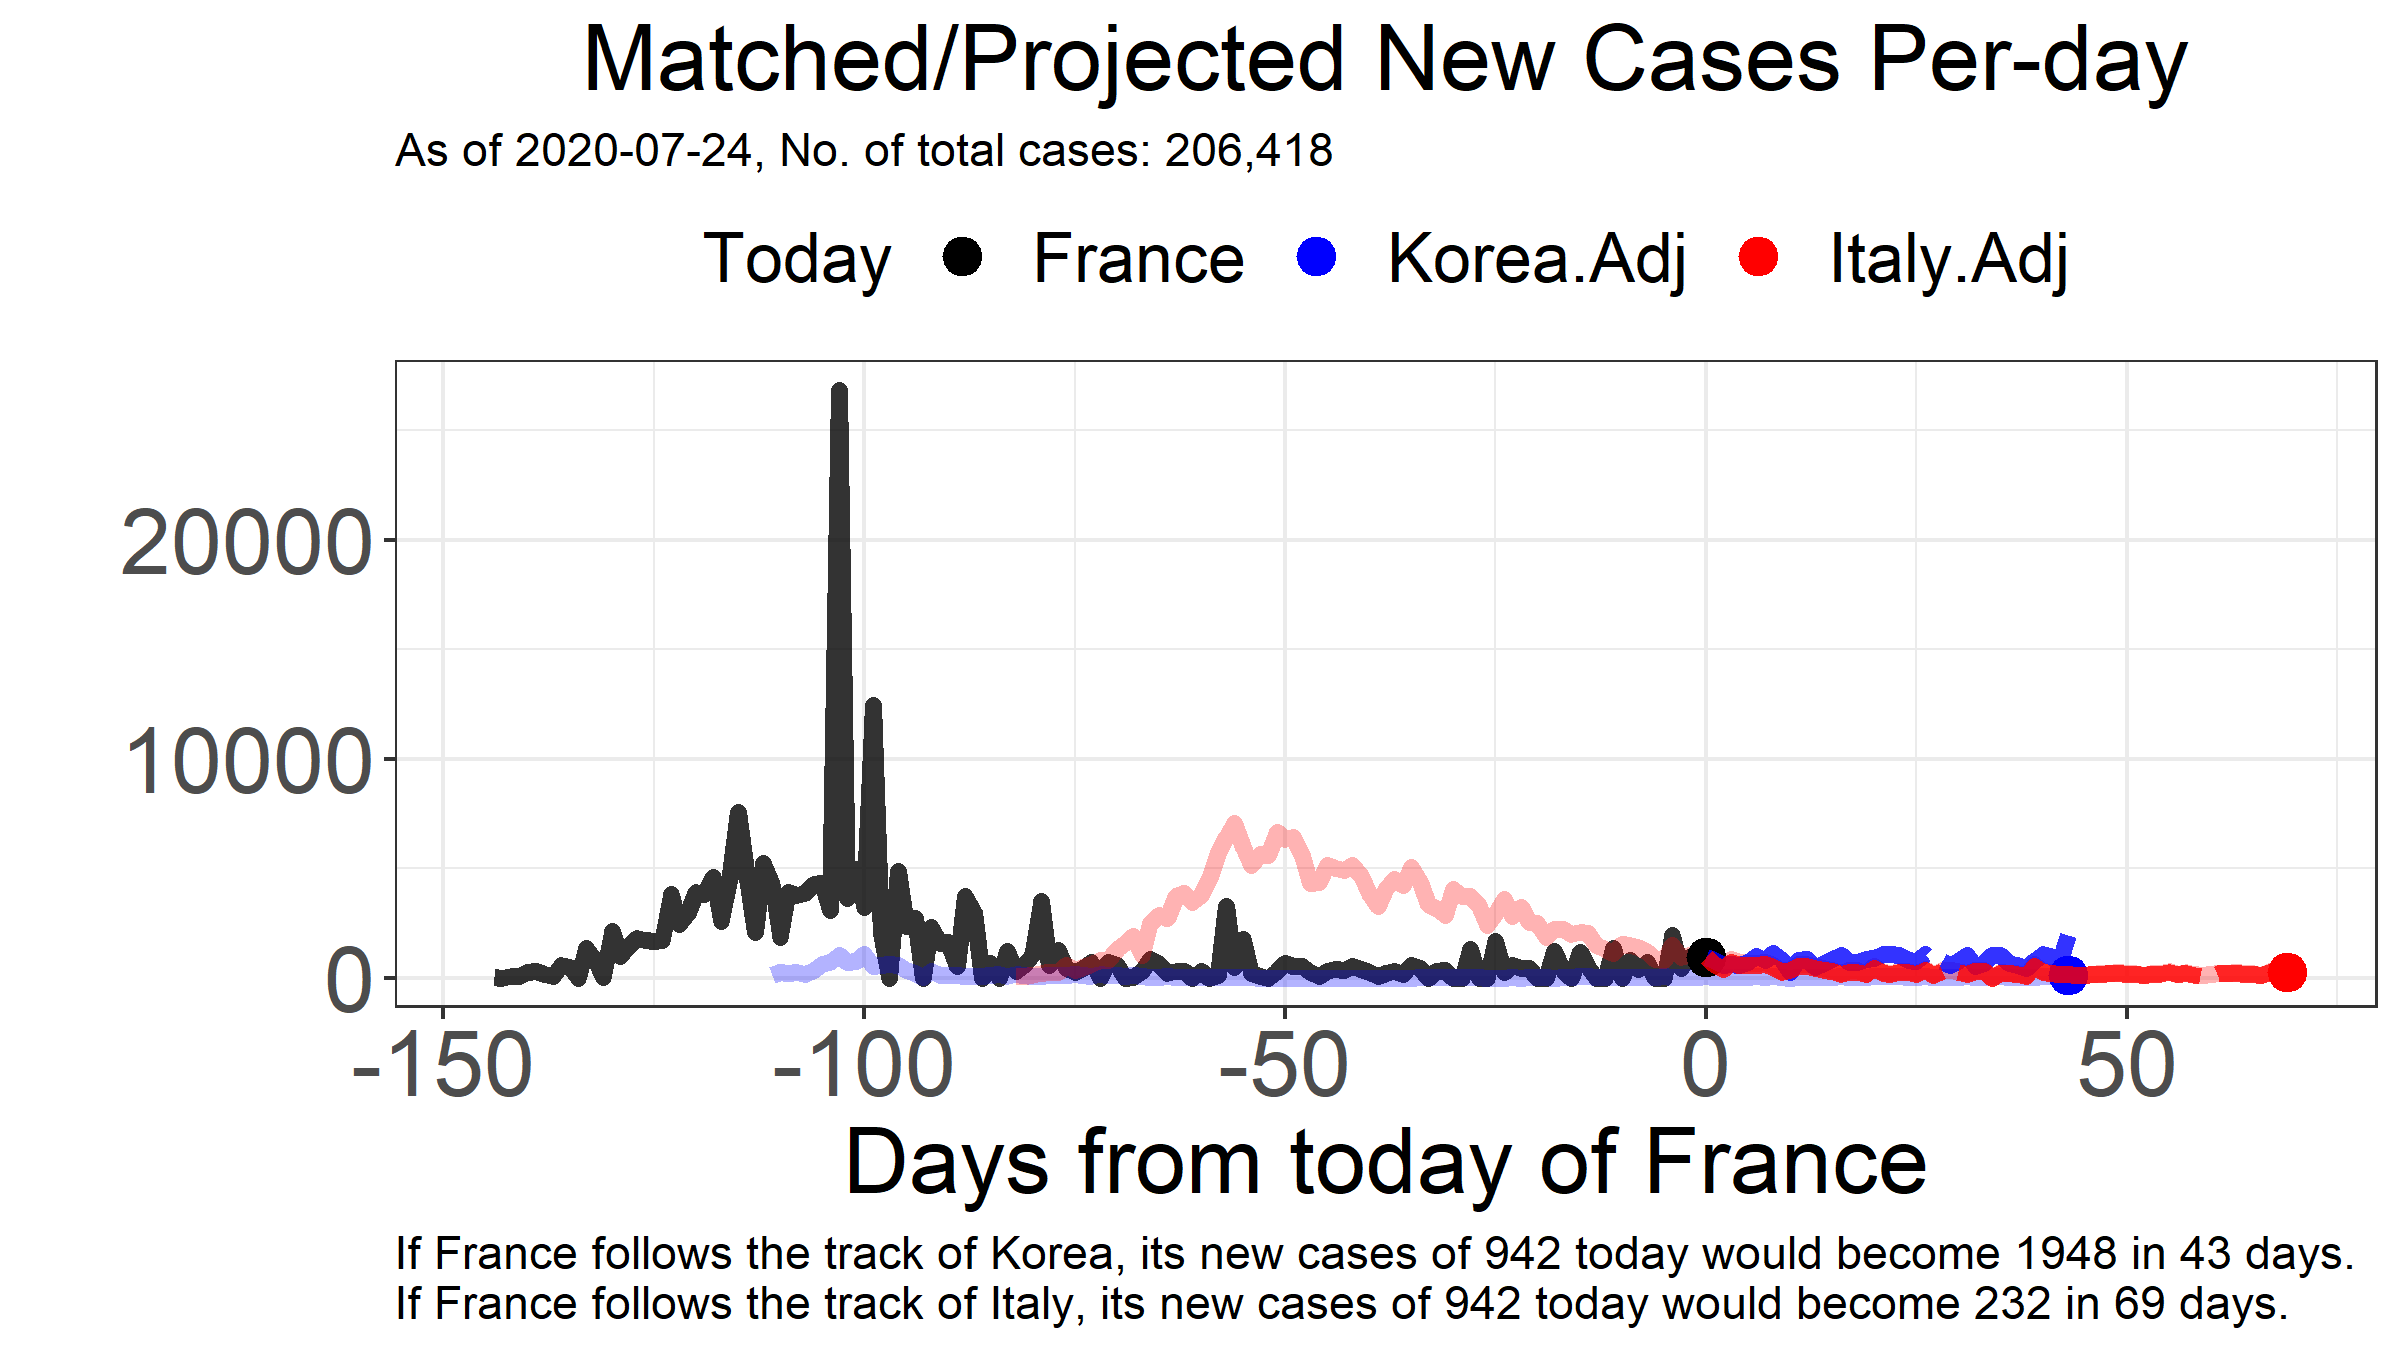 Matched/Projected New Cases Per-day
As of 2020-07-24, No. of total cases: 206,418
Today France Korea.Adj Italy.Adj
20000
10000
0
-150 -100 -50 0 50
Days from today of France
If France follows the track of Korea, its new cases of 942 today would become 1948 in 43 days.
If France follows the track of Italy, its new cases of 942 today would become 232 in 69 days.